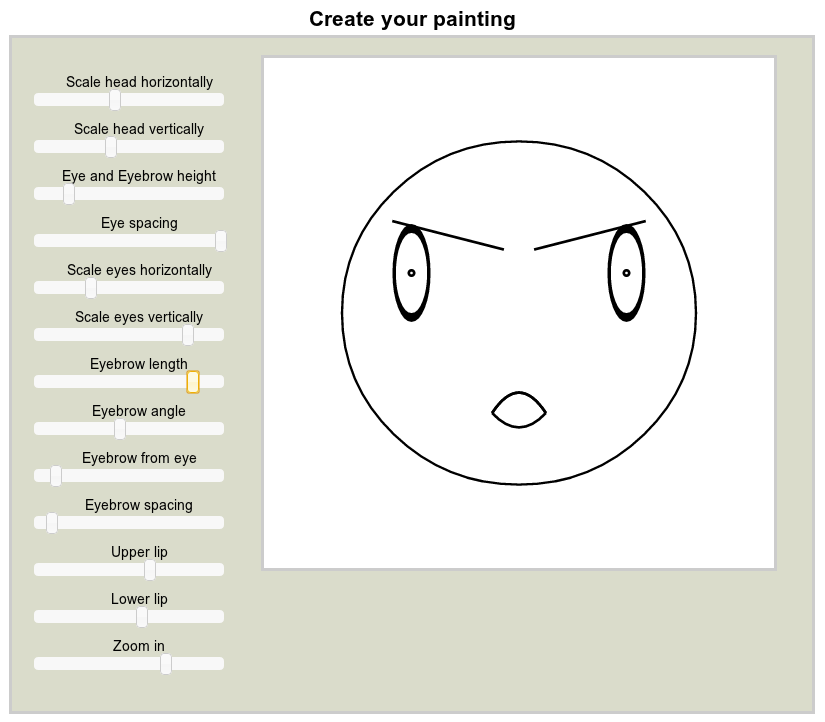 Create your painting
Scale head horizontally
Scale head vertically
Eye and Eyebrow height
Eye spacing
Scale eyes horizontally
Scale eyes vertically
Eyebrow length
Eyebrow angle
Eyebrow from eye
Eyebrow spacing
Upper lip
Lower lip
Zoom in